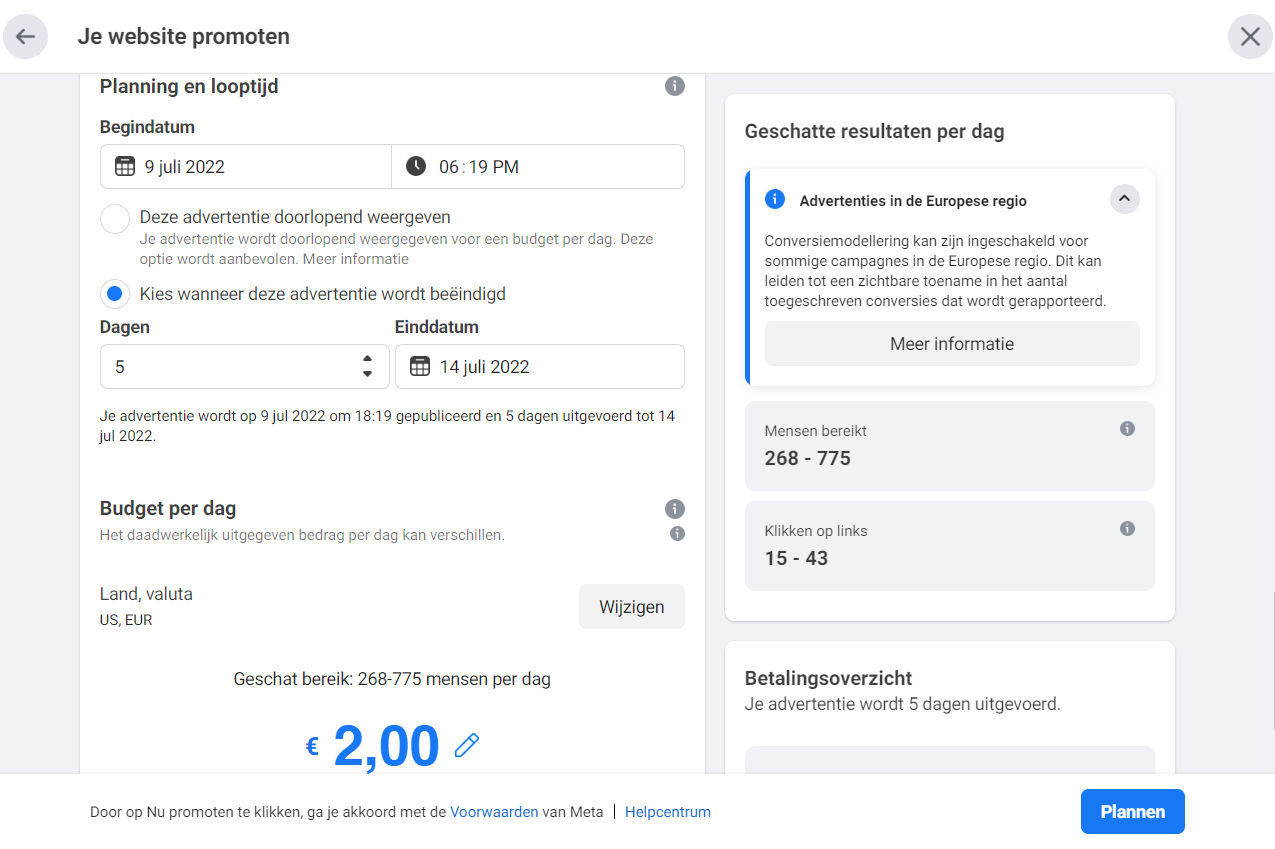 Je website promoten
Planning en looptijd
Begindatum
9 juli 2022
06:19 PM
Deze advertentie doorlopend weergeven
Je advertentie wordt doorlopend weergegeven voor een budget per dag. Deze
optie wordt aanbevolen. Meer informatie
Kies wanneer deze advertentie wordt beëindigd
Dagen
Einddatum
5
14 juli 2022
Je advertentie wordt op 9 jul 2022 om 18:19 gepubliceerd en 5 dagen uitgevoerd tot 14
jul 2022.
Budget per dag
Het daadwerkelijk uitgegeven bedrag per dag kan verschillen.
Land, valuta
US, EUR
Wijzigen
Geschat bereik: 268-775 mensen per dag
€ 2,00
Geschatte resultaten per dag
Advertenties in de Europese regio
Conversiemodellering kan zijn ingeschakeld voor
sommige campagnes in de Europese regio. Dit kan
leiden tot een zichtbare toename in het aantal
toegeschreven conversies dat wordt gerapporteerd.
Meer informatie
Mensen bereikt
268 - 775
Klikken op links
15 - 43
Betalingsoverzicht
Je advertentie wordt 5 dagen uitgevoerd.
Door op Nu promoten te klikken, ga je akkoord met de Voorwaarden van Meta | Helpcentrum
Plannen